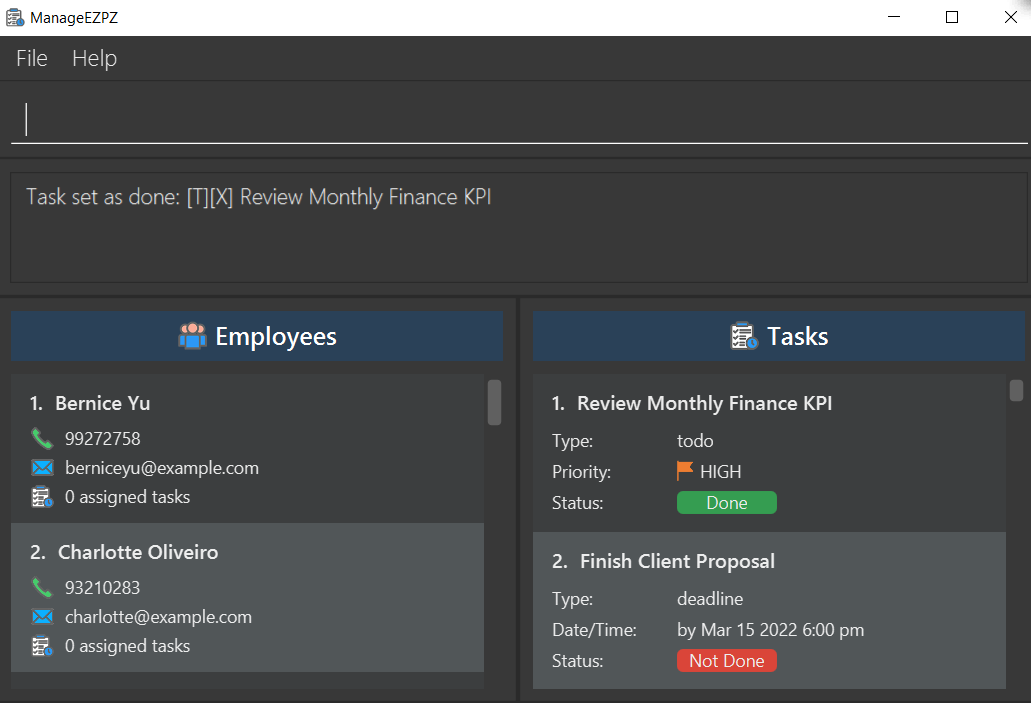 ManageEZPZ
File Help
Task set as done: [T][X] Review Monthly Finance KPI
Employees
1. Bernice Yu
99272758
berniceyu@example.com
0 assigned tasks
2. Charlotte Oliveiro
93210283
charlotte@example.com
0 assigned tasks
Tasks
1. Review Monthly Finance KPI
Type: todo
Priority: HIGH
Status: Done
2. Finish Client Proposal
Type: deadline
Date/Time: by Mar 15 2022 6:00 pm
Status: Not Done